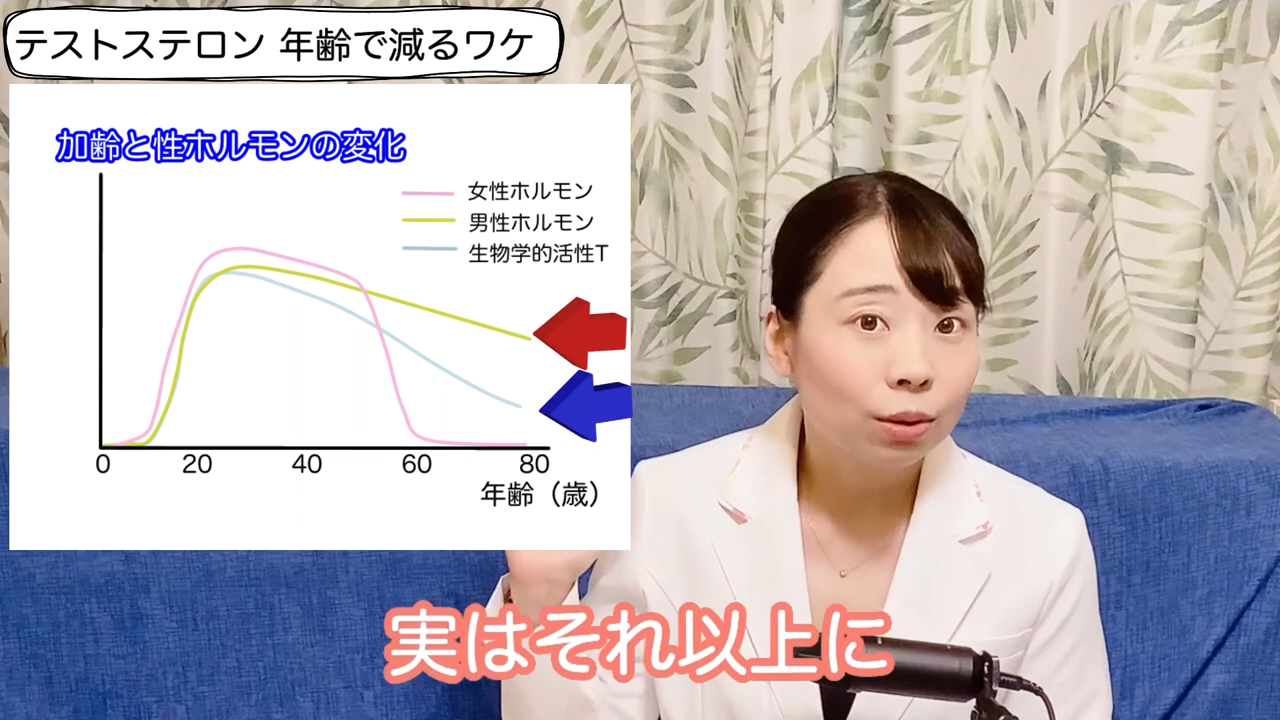 テストステロン 年齢で減るワケ
加齢と性ホルモンの変化
女性ホルモン
男性ホルモン
生物学的活性T
0 20 40 60 80
年齢（歳）
実はそれ以上に